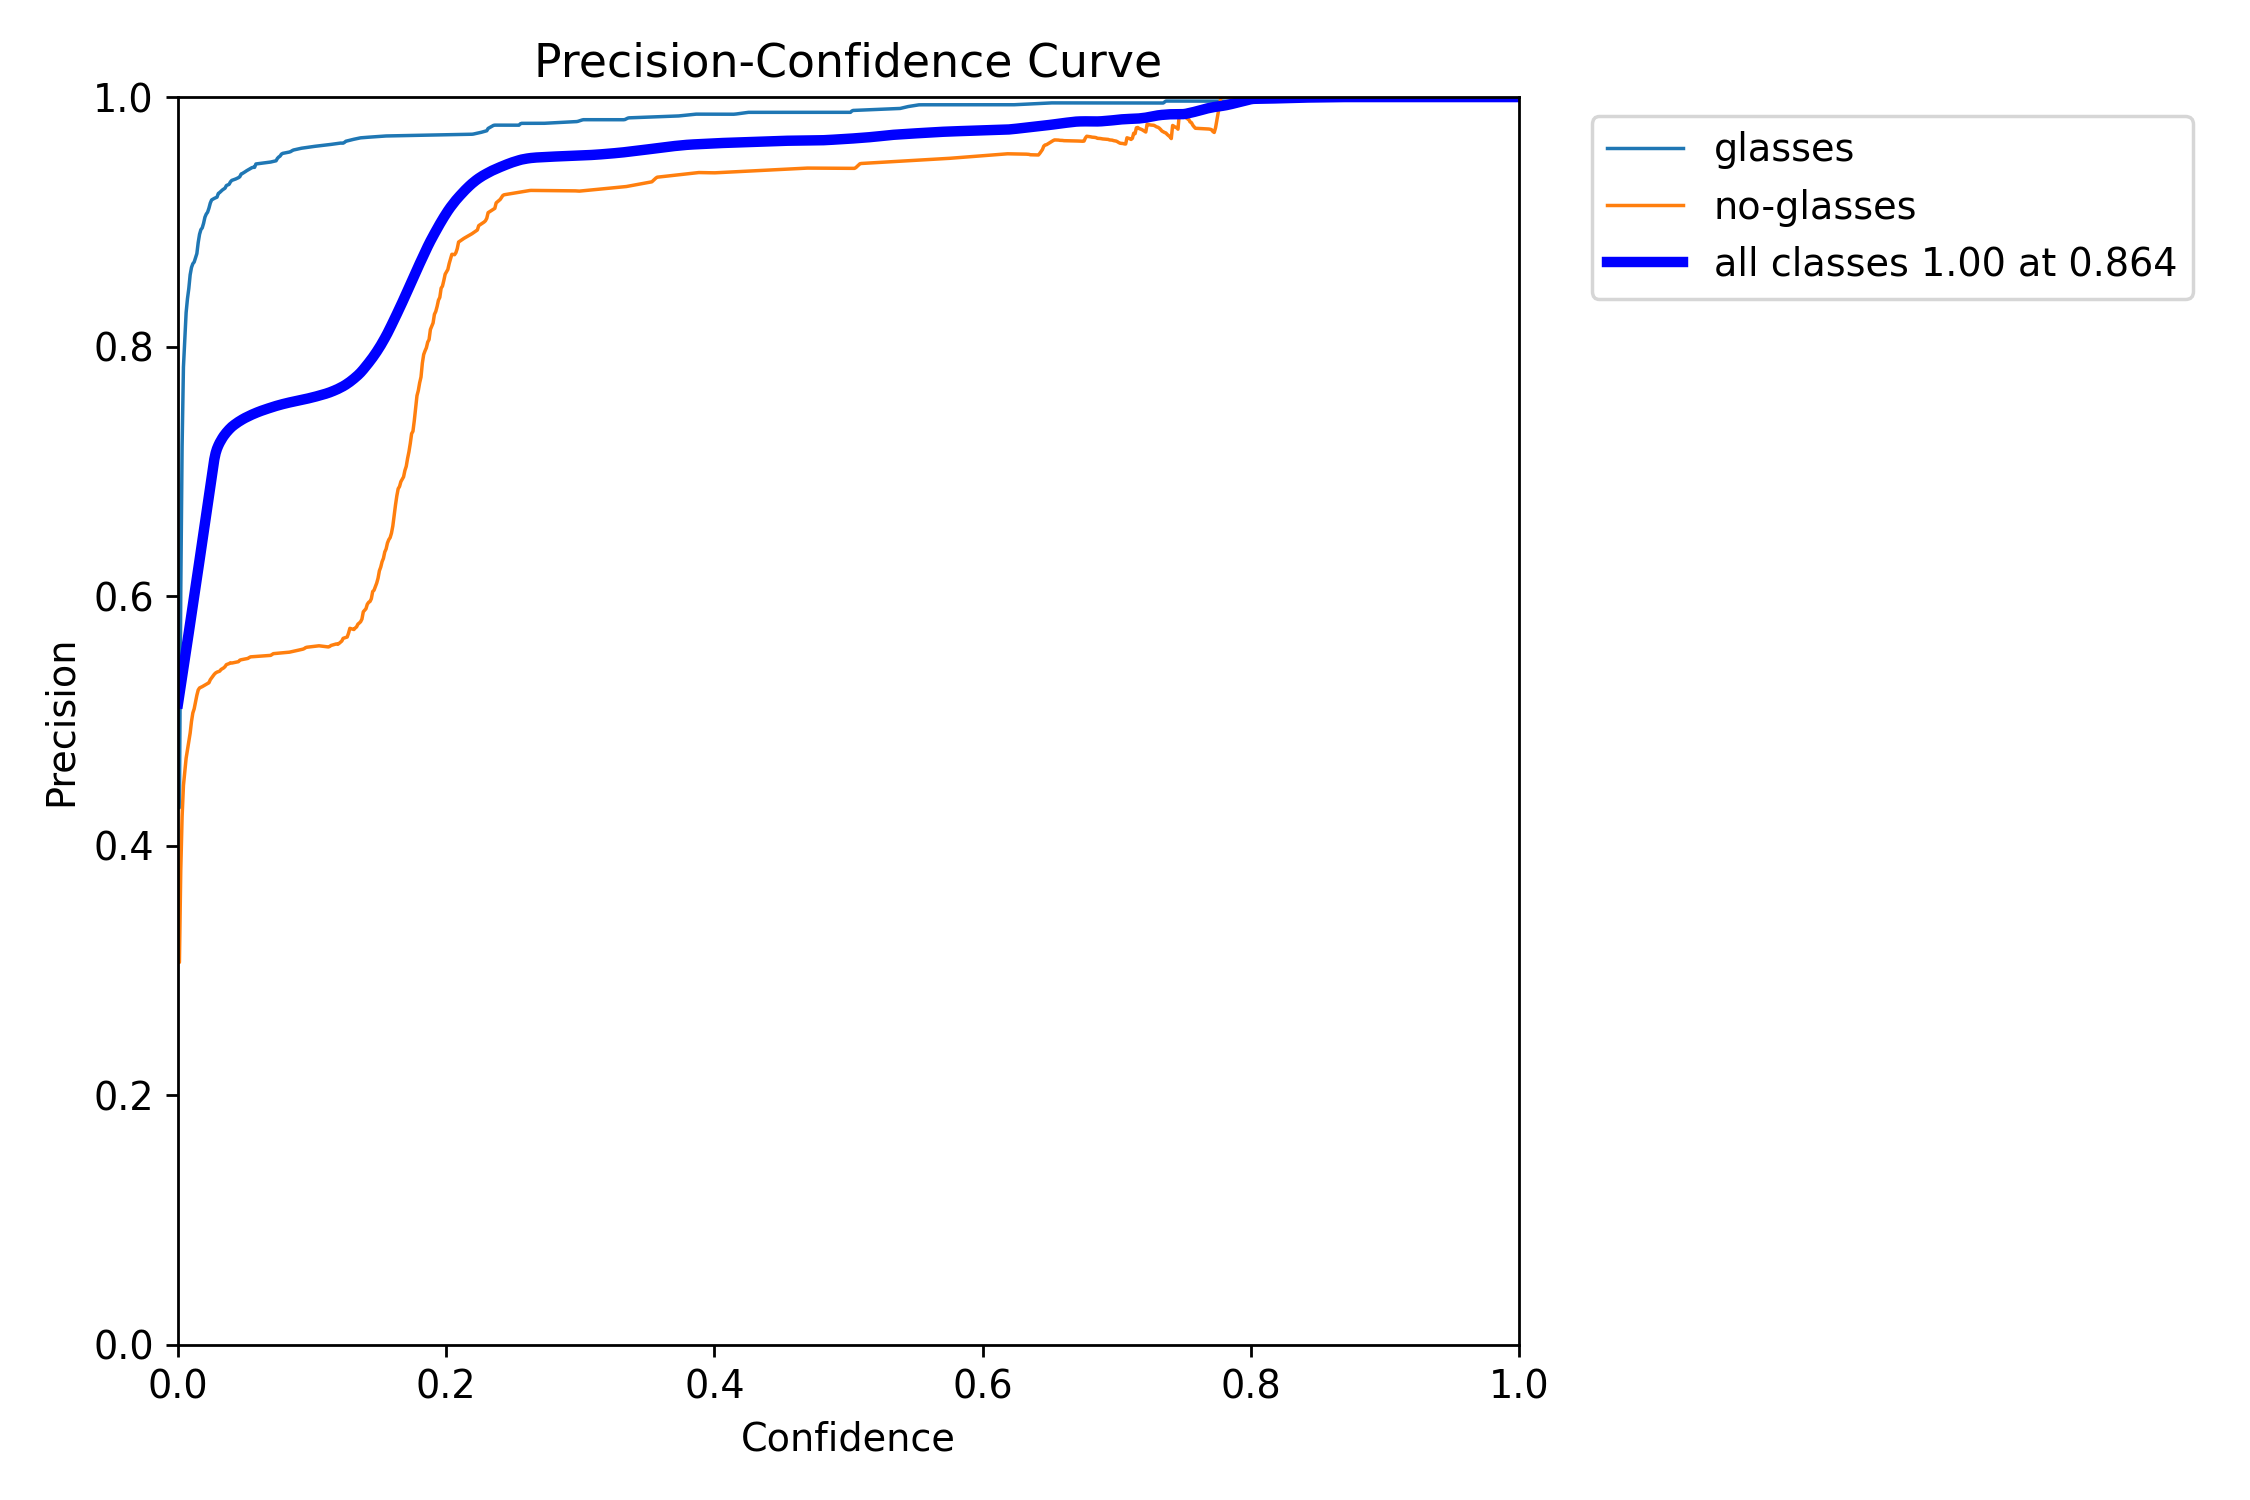 Precision-Confidence Curve
1.0
0.8
0.6
0.4
0.2
0.0
Precision
0.0 0.2 0.4 0.6 0.8 1.0
Confidence
glasses
no-glasses
all classes 1.00 at 0.864